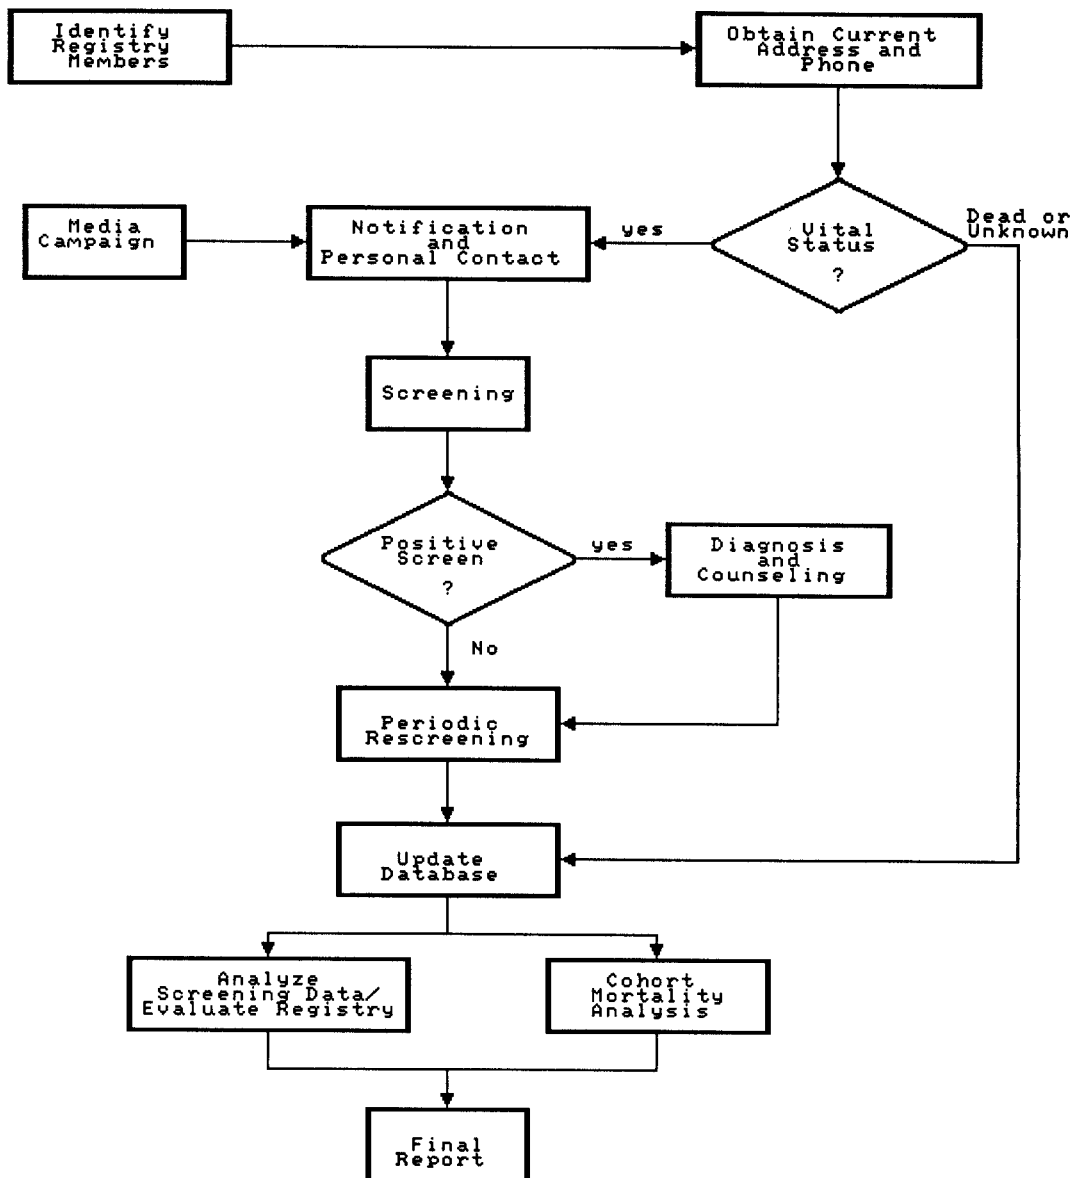 Identify
Registry
Members
Obtain Current
Address and
Phone
Media
Campaign
Notification
and
Personal Contact
yes
Vital
Status
?
Dead or
Unknown
Screening
Positive
Screen
?
yes
Diagnosis
and
Counseling
No
Periodic
Rescreening
Update
Database
Analyze
Screening Data/
Evaluate Registry
Cohort
Mortality
Analysis
Final
Report